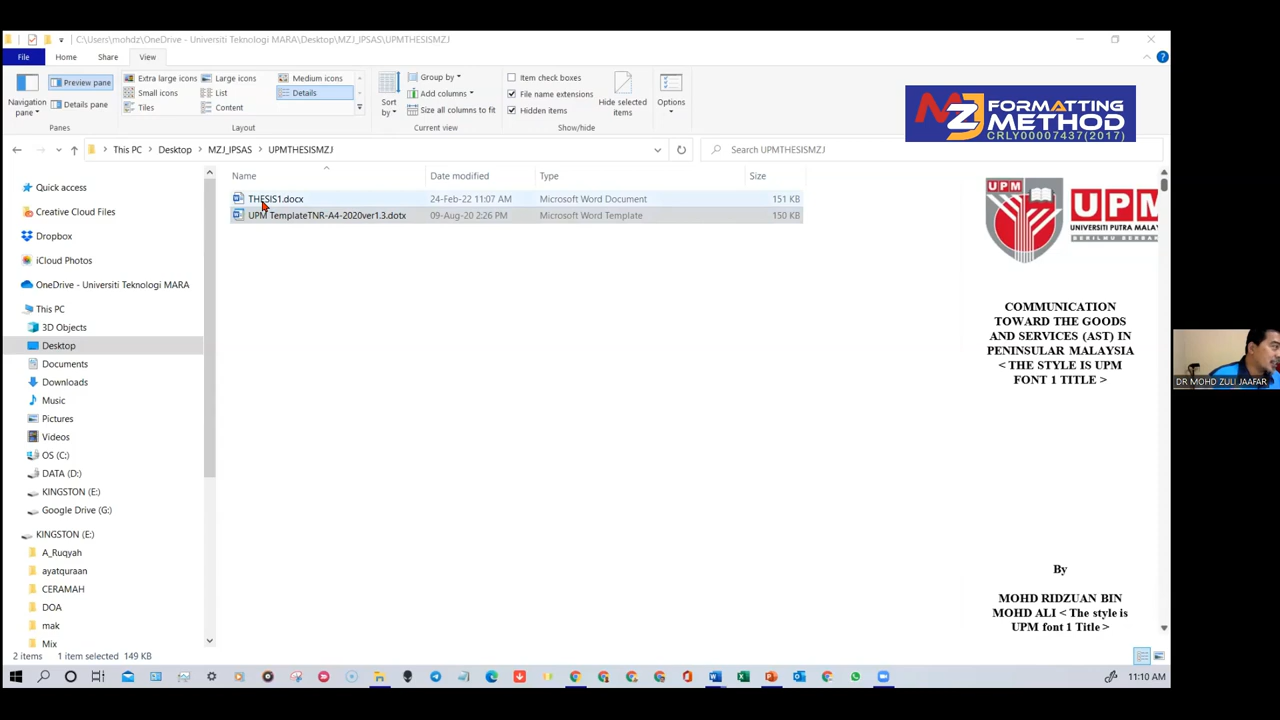 C:\Users\mohdz\OneDrive - Universiti Teknologi MARA\Desktop\MZJ_IPSAS\UPMTHESISMZJ
File Home Share View
Navigation pane
Preview pane
Details pane
Panes
Extra large icons Large icons Medium icons
Small icons List Details
Tiles Content
Layout
Sort by
Group by
Add columns
Size all columns to fit
Current view
Item check boxes
File name extensions
Hidden items
Hide selected items
Show/hide
Options
MZJ FORMATTING
METHOD
CRLY00007437(2017)
This PC > Desktop > MZJ_IPSAS > UPMTHESISMZJ
Search UPMTHESISMZJ
Name Date modified Type Size
THESIS1.docx 24-Feb-22 11:07 AM Microsoft Word Document 151 KB
UPM TemplateTNR-A4-2020ver1.3.dotx 09-Aug-20 2:26 PM Microsoft Word Template 150 KB
Quick access
Creative Cloud Files
Dropbox
iCloud Photos
OneDrive - Universiti Teknologi MARA
This PC
3D Objects
Desktop
Documents
Downloads
Music
Pictures
Videos
OS (C:)
DATA (D:)
KINGSTON (E:)
Google Drive (G:)
KINGSTON (E:)
A_Ruqyah
ayatquraan
CERAMAH
DOA
mak
Mix
UPM
UPM
UNIVERSITI PUTRA MALAY
BERILMU BERBA
COMMUNICATION
TOWARD THE GOODS
AND SERVICES (AST) IN
PENINSULAR MALAYSIA
< THE STYLE IS UPM
FONT 1 TITLE >
By
MOHD RIDZUAN BIN
MOHD ALI < The style is
UPM font 1 Title >
DR MOHD ZULI JAAFAR
2 items 1 item selected 149 KB
11:10 AM